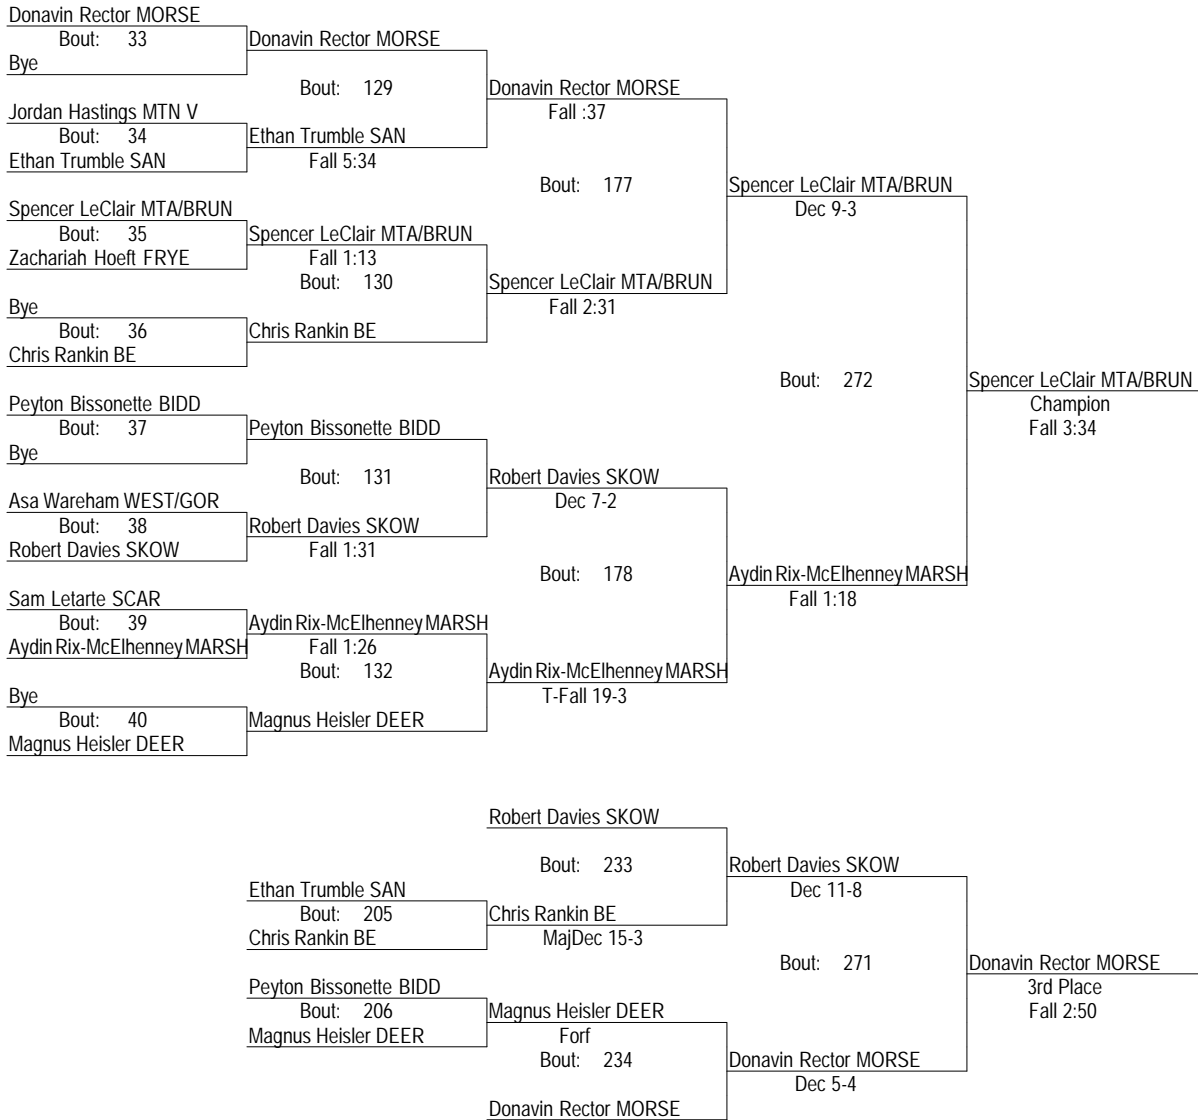 Donavin Rector MORSE
Bout: 33
Donavin Rector MORSE
Bye
Bout: 129
Donavin Rector MORSE
Jordan Hastings MTN V
Fall :37
Bout: 34
Ethan Trumble SAN
Ethan Trumble SAN
Fall 5:34
Bout: 177
Spencer LeClair MTA/BRUN
Spencer LeClair MTA/BRUN
Dec 9-3
Bout: 35
Spencer LeClair MTA/BRUN
Zachariah Hoeft FRYE
Fall 1:13
Bout: 130
Spencer LeClair MTA/BRUN
Bye
Fall 2:31
Bout: 36
Chris Rankin BE
Chris Rankin BE
Bout: 272
Spencer LeClair MTA/BRUN
Peyton Bissonette BIDD
Champion
Bout: 37
Peyton Bissonette BIDD
Fall 3:34
Bye
Bout: 131
Robert Davies SKOW
Asa Wareham WEST/GOR
Dec 7-2
Bout: 38
Robert Davies SKOW
Robert Davies SKOW
Fall 1:31
Bout: 178
Aydin Rix-McElhenney MARSH
Sam Letarte SCAR
Fall 1:18
Bout: 39
Aydin Rix-McElhenney MARSH
Aydin Rix-McElhenney MARSH
Fall 1:26
Bout: 132
Aydin Rix-McElhenney MARSH
Bye
T-Fall 19-3
Bout: 40
Magnus Heisler DEER
Magnus Heisler DEER
Robert Davies SKOW
Bout: 233
Robert Davies SKOW
Ethan Trumble SAN
Dec 11-8
Bout: 205
Chris Rankin BE
Chris Rankin BE
MajDec 15-3
Bout: 271
Donavin Rector MORSE
Peyton Bissonette BIDD
3rd Place
Bout: 206
Magnus Heisler DEER
Fall 2:50
Magnus Heisler DEER
Forf
Bout: 234
Donavin Rector MORSE
Dec 5-4
Donavin Rector MORSE